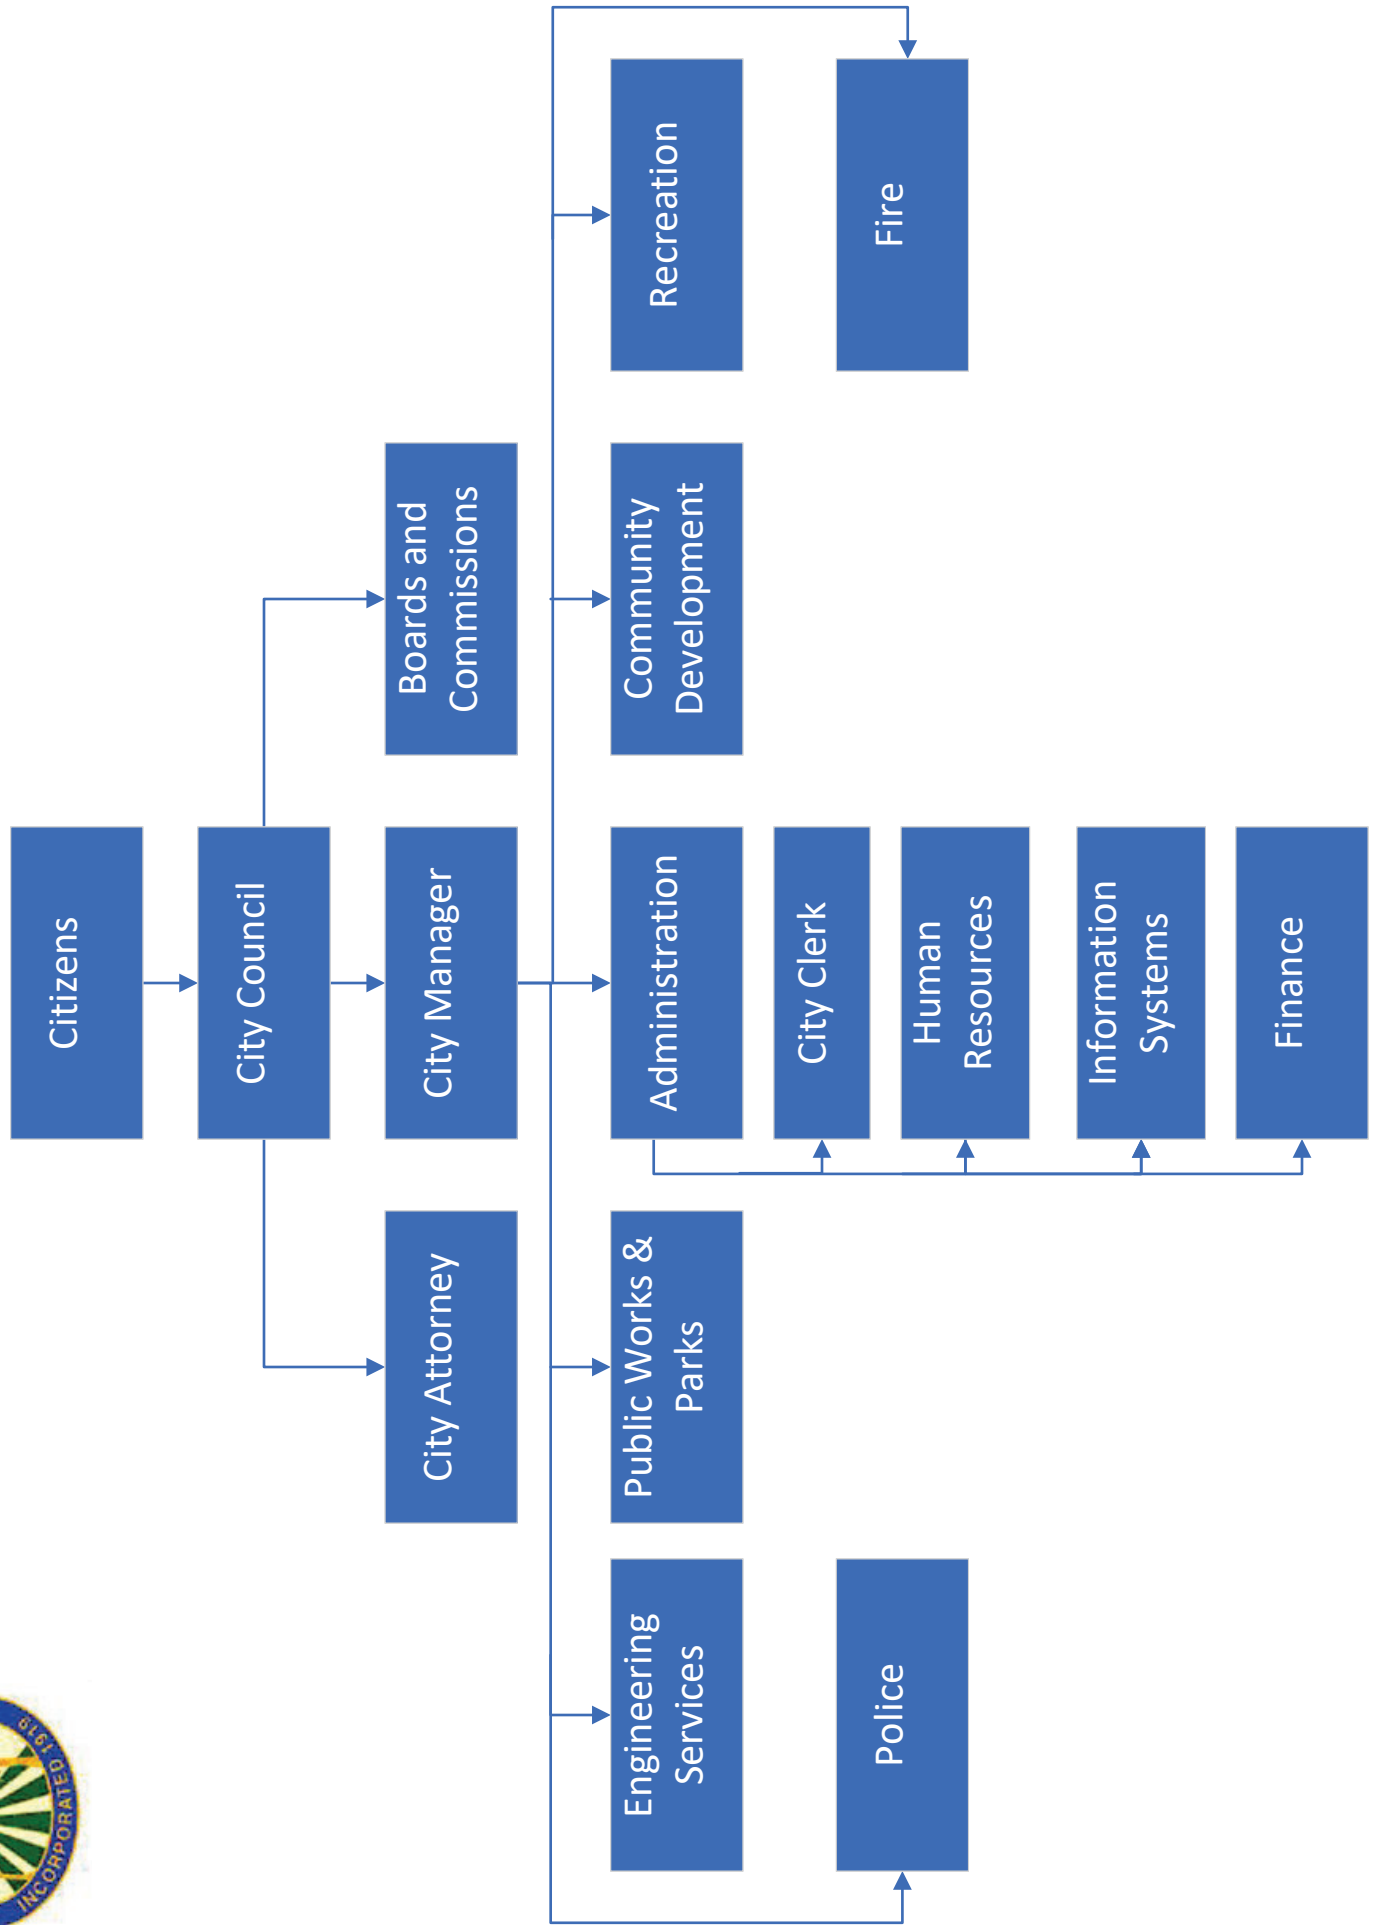 Citizens
City Council
City Attorney
City Manager
Boards and
Commissions
Engineering
Services
Public Works &
Parks
Administration
Community
Development
Recreation
Police
City Clerk
Human
Resources
Information
Systems
Finance
Fire
INCORPORATED 1919